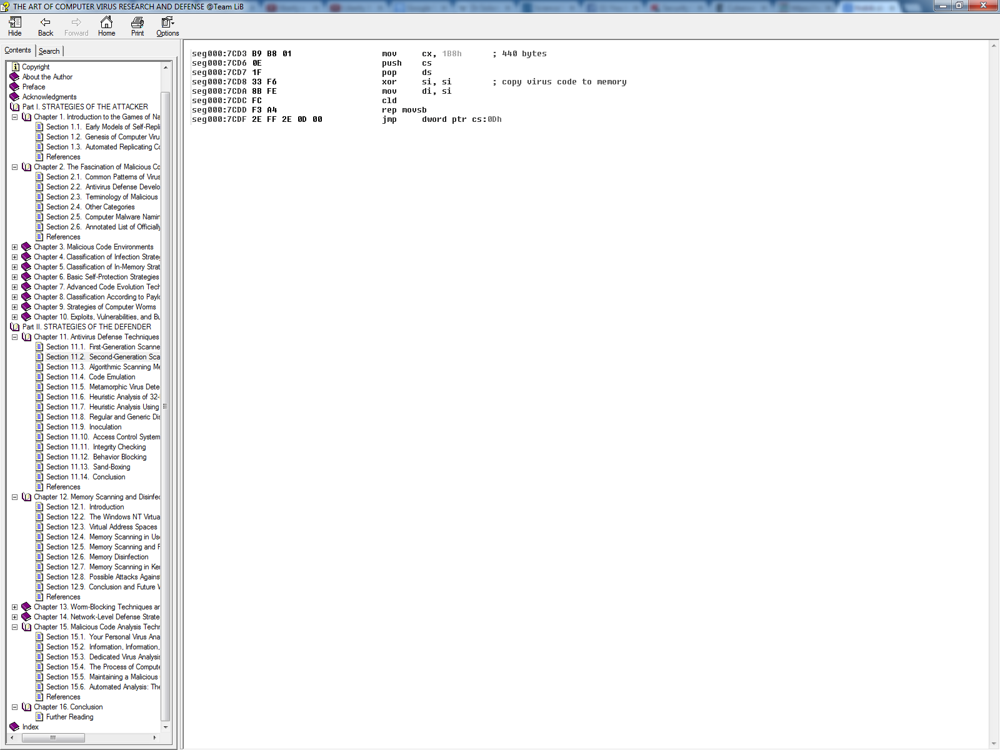 THE ART OF COMPUTER VIRUS RESEARCH AND DEFENSE @Team LiB
Hide Back Forward Home Print Options
Contents Search
Copyright
About the Author
Preface
Acknowledgments
Part I. STRATEGIES OF THE ATTACKER
Chapter 1. Introduction to the Games of Na
Section 1.1. Early Models of Self-Repli
Section 1.2. Genesis of Computer Viru
Section 1.3. Automated Replicating Co
References
Chapter 2. The Fascination of Malicious Co
Section 2.1. Common Patterns of Virus
Section 2.2. Antivirus Defense Develo
Section 2.3. Terminology of Malicious
Section 2.4. Other Categories
Section 2.5. Computer Malware Namin
Section 2.6. Annotated List of Officially
References
Chapter 3. Malicious Code Environments
Chapter 4. Classification of Infection Strate
Chapter 5. Classification of In-Memory Strat
Chapter 6. Basic Self-Protection Strategies
Chapter 7. Advanced Code Evolution Tech
Chapter 8. Classification According to Paylo
Chapter 9. Strategies of Computer Worms
Chapter 10. Exploits, Vulnerabilities, and Bu
Part II. STRATEGIES OF THE DEFENDER
Chapter 11. Antivirus Defense Techniques
Section 11.1. First-Generation Scanne
Section 11.2. Second-Generation Sca
Section 11.3. Algorithmic Scanning Me
Section 11.4. Code Emulation
Section 11.5. Metamorphic Virus Dete
Section 11.6. Heuristic Analysis of 32-
Section 11.7. Heuristic Analysis Using
Section 11.8. Regular and Generic Dis
Section 11.9. Inoculation
Section 11.10. Access Control System
Section 11.11. Integrity Checking
Section 11.12. Behavior Blocking
Section 11.13. Sand-Boxing
Section 11.14. Conclusion
References
Chapter 12. Memory Scanning and Disinfec
Section 12.1. Introduction
Section 12.2. The Windows NT Virtua
Section 12.3. Virtual Address Spaces
Section 12.4. Memory Scanning in Use
Section 12.5. Memory Scanning and P
Section 12.6. Memory Disinfection
Section 12.7. Memory Scanning in Ker
Section 12.8. Possible Attacks Agains
Section 12.9. Conclusion and Future W
References
Chapter 13. Worm-Blocking Techniques an
Chapter 14. Network-Level Defense Strate
Chapter 15. Malicious Code Analysis Techn
Section 15.1. Your Personal Virus Ana
Section 15.2. Information, Information,
Section 15.3. Dedicated Virus Analysis
Section 15.4. The Process of Compute
Section 15.5. Maintaining a Malicious
Section 15.6. Automated Analysis: The
References
Chapter 16. Conclusion
Further Reading
Index
seg000:7CD3 B9 B8 01 mov cx, 1B8h ; 440 bytes
seg000:7CD6 0E push cs
seg000:7CD7 1F pop ds
seg000:7CD8 33 F6 xor si, si ; copy virus code to memory
seg000:7CDA 8B FE mov di, si
seg000:7CDC FC cld
seg000:7CDD F3 A4 rep movsb
seg000:7CDF 2E FF 2E 0D 00 jmp dword ptr cs:0Dh